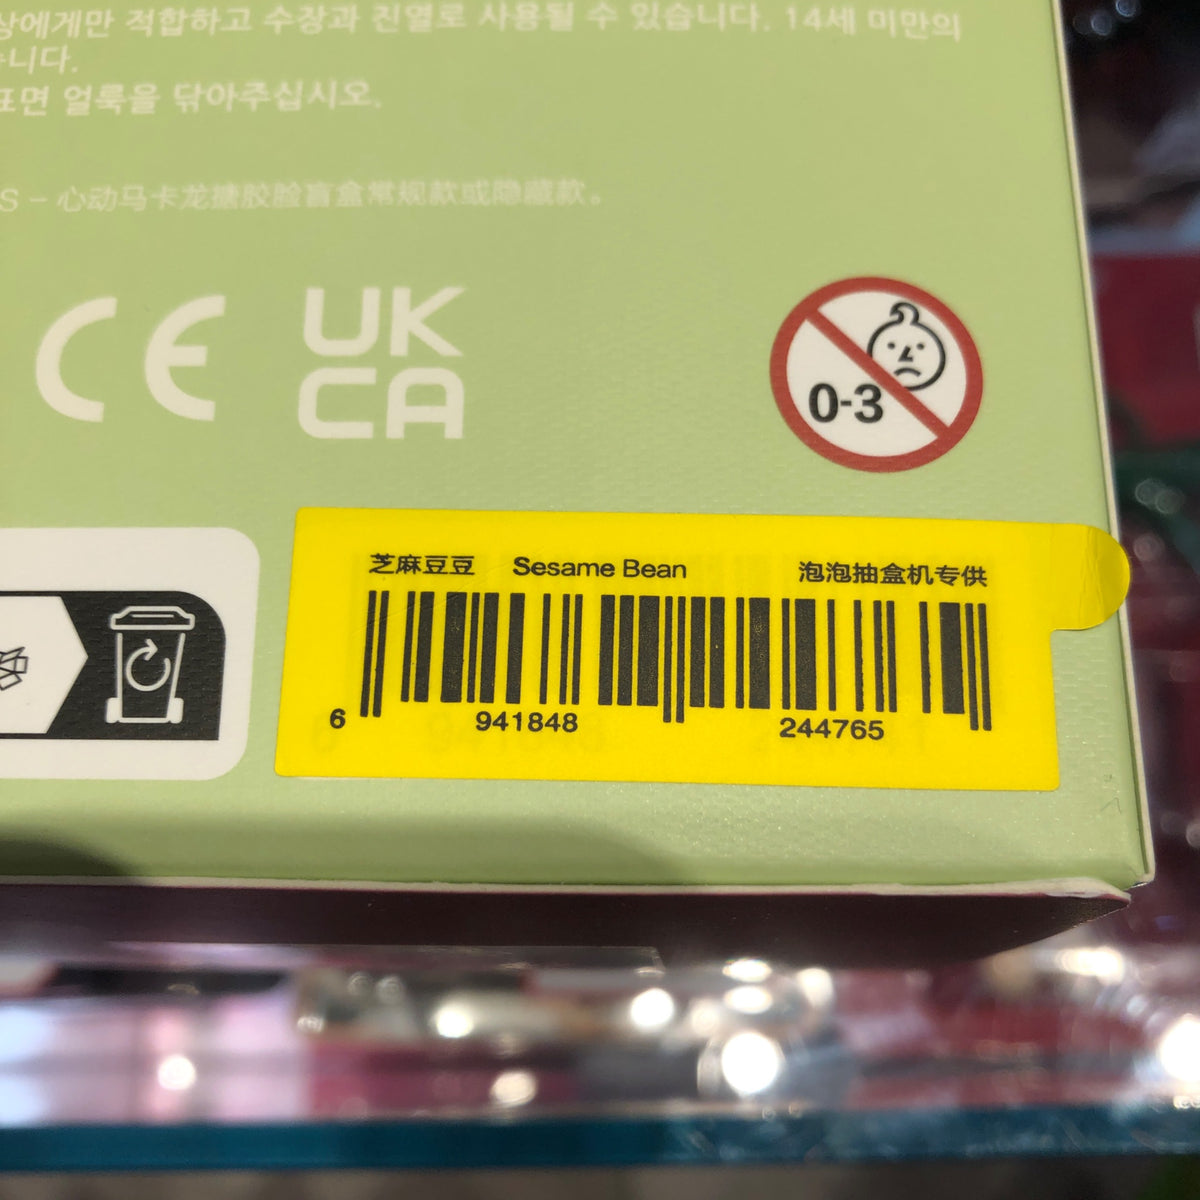 상에게만 적합하고 수장과 진열로 사용될 수 있습니다. 14세 미만의
습니다.
표면 얼룩을 닦아주십시오.
S - 心动马卡龙搪胶脸盲盒常规款或隐藏款。
CE
UK
CA
0-3
芝麻豆豆 Sesame Bean 泡泡抽盒机专供
6 941848 244765